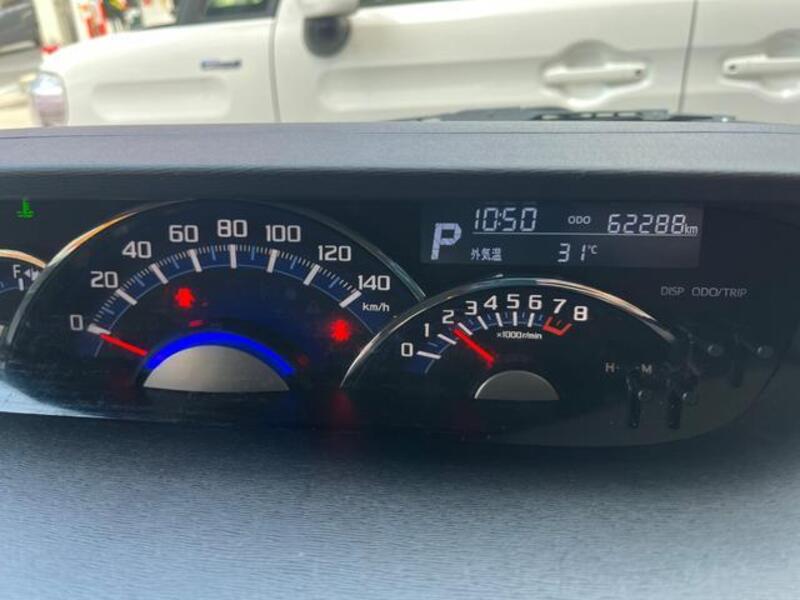 F
0 20 40 60 80 100 120 140
km/h
P
10:50 ODO 62288km
外気温 31℃
DISP ODO/TRIP
0 1 2 3 4 5 6 7 8
×1000r/min
H M